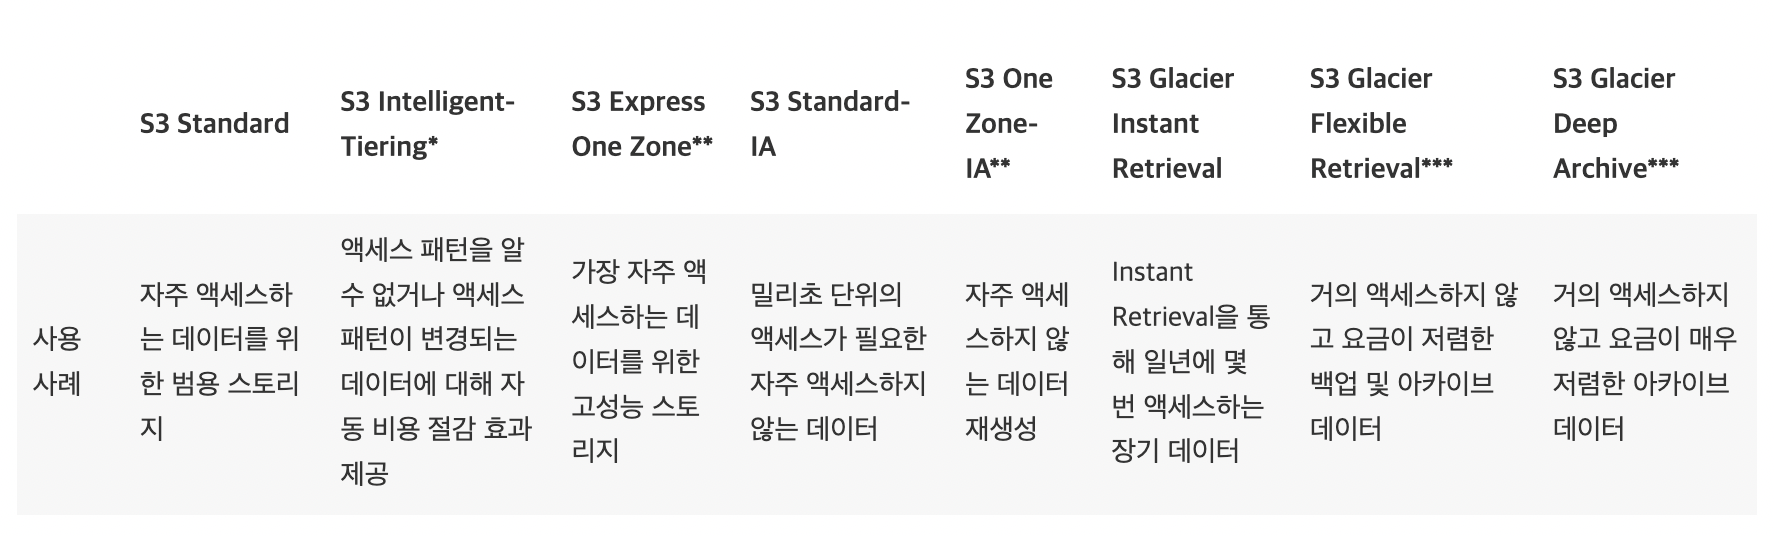 S3 Standard
S3 Intelligent-
Tiering*
S3 Express
One Zone**
S3 Standard-
IA
S3 One
Zone-
IA**
S3 Glacier
Instant
Retrieval
S3 Glacier
Flexible
Retrieval***
S3 Glacier
Deep
Archive***
사용
사례
자주 액세스하
는 데이터를 위
한 범용 스토리
지
액세스 패턴을 알
수 없거나 액세스
패턴이 변경되는
데이터에 대해 자
동 비용 절감 효과
제공
가장 자주 액
세스하는 데
이터를 위한
고성능 스토
리지
밀리초 단위의
액세스가 필요한
자주 액세스하지
않는 데이터
자주 액세
스하지 않
는 데이터
재생성
Instant
Retrieval을 통
해 일년에 몇
번 액세스하는
장기 데이터
거의 액세스하지 않
고 요금이 저렴한
백업 및 아카이브
데이터
거의 액세스하지
않고 요금이 매우
저렴한 아카이브
데이터